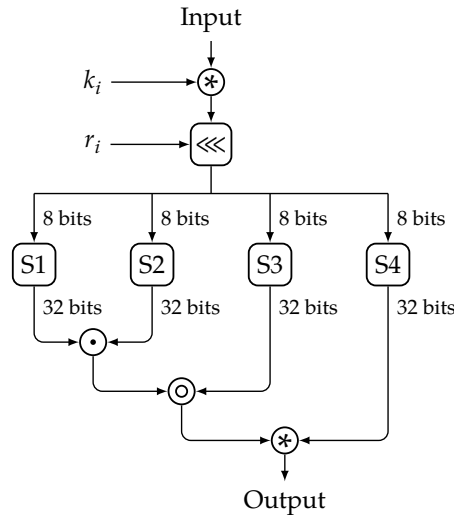 Input
k_i
r_i
<<<
8 bits 8 bits 8 bits 8 bits
S1 S2 S3 S4
32 bits 32 bits 32 bits 32 bits
Output